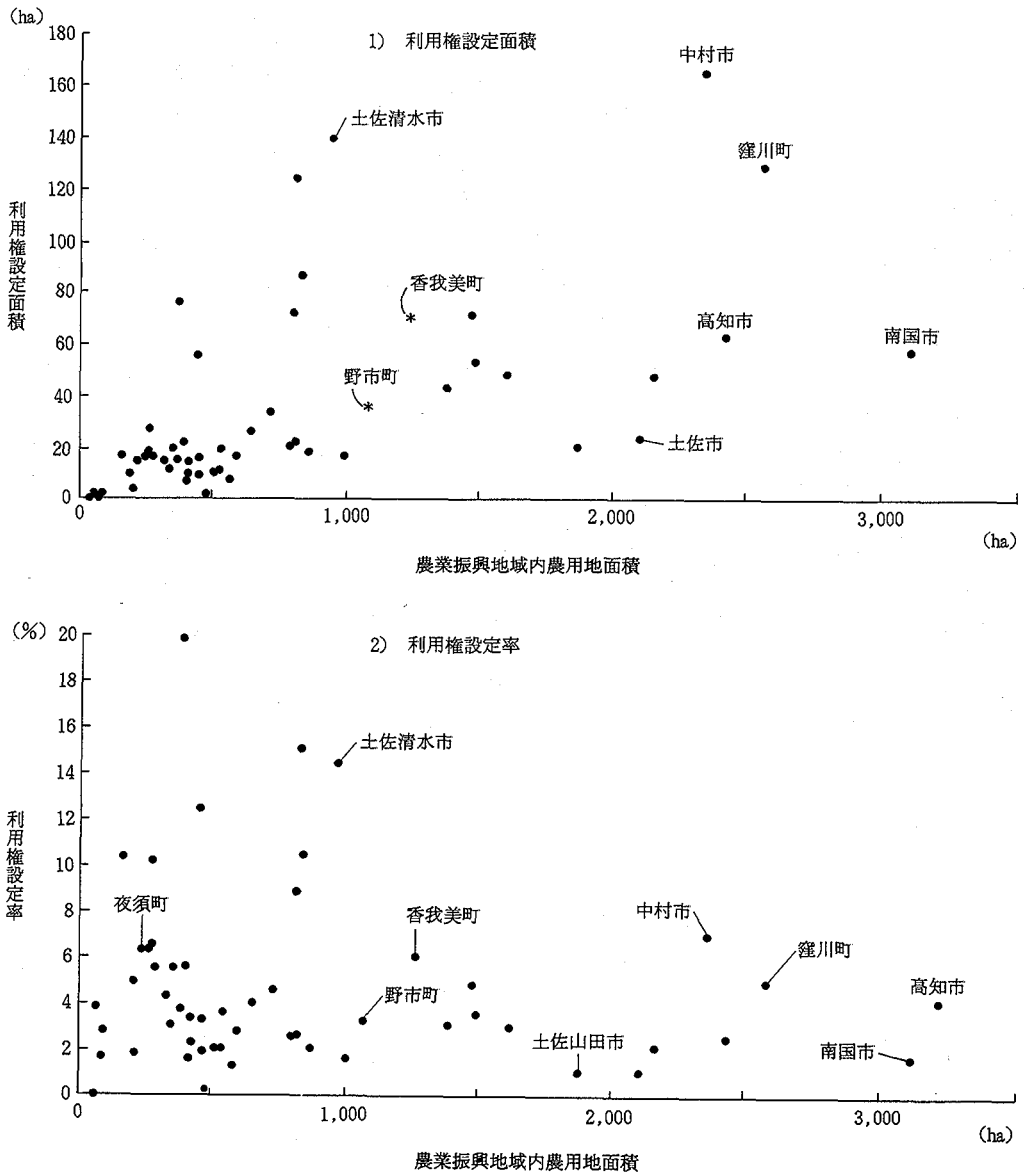 (ha)
1) 利用権設定面積
180
160
140
120
100
80
60
40
20
0
利用権設定面積
中村市
土佐清水市
窪川町
香我美町
高知市
南国市
野市町
土佐市
0
1,000
2,000
3,000
(ha)
農業振興地域内農用地面積
(%)
2) 利用権設定率
20
18
16
14
12
10
8
6
4
2
0
利用権設定率
土佐清水市
夜須町
香我美町
中村市
窪川町
野市町
高知市
土佐山田市
南国市
0
1,000
2,000
3,000
(ha)
農業振興地域内農用地面積